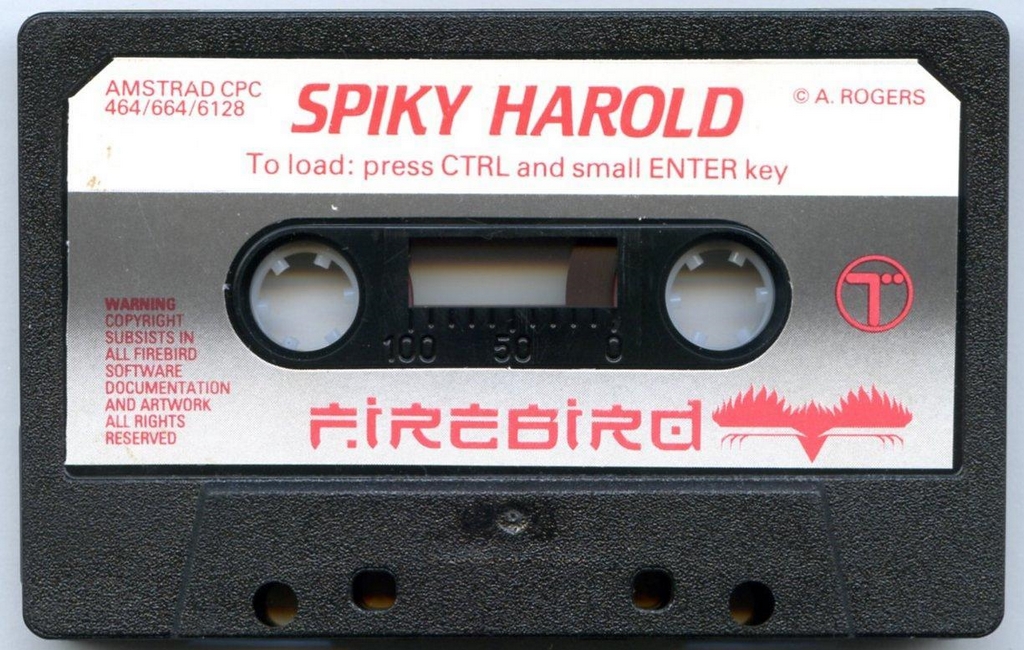 AMSTRAD CPC
464/664/6128
SPIKY HAROLD
© A. ROGERS
To load: press CTRL and small ENTER key
WARNING
COPYRIGHT
SUBSISTS IN
ALL FIREBIRD
SOFTWARE
DOCUMENTATION
AND ARTWORK
ALL RIGHTS
RESERVED
100 50 0
FIREBIRD